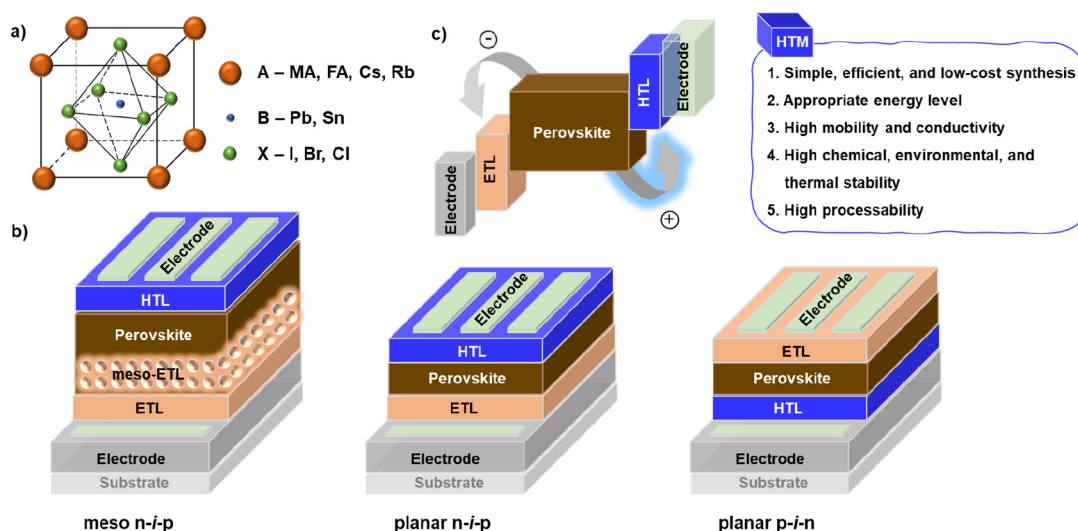 a)
A – MA, FA, Cs, Rb
B – Pb, Sn
X – I, Br, Cl
c)
-
Electrode
ETL
Perovskite
HTL
Electrode
+
HTM
1. Simple, efficient, and low-cost synthesis
2. Appropriate energy level
3. High mobility and conductivity
4. High chemical, environmental, and
thermal stability
5. High processability
b)
Electrode
HTL
Perovskite
meso-ETL
ETL
Electrode
Substrate
meso n-i-p
Electrode
HTL
Perovskite
ETL
Electrode
Substrate
planar n-i-p
Electrode
ETL
Perovskite
HTL
Electrode
Substrate
planar p-i-n